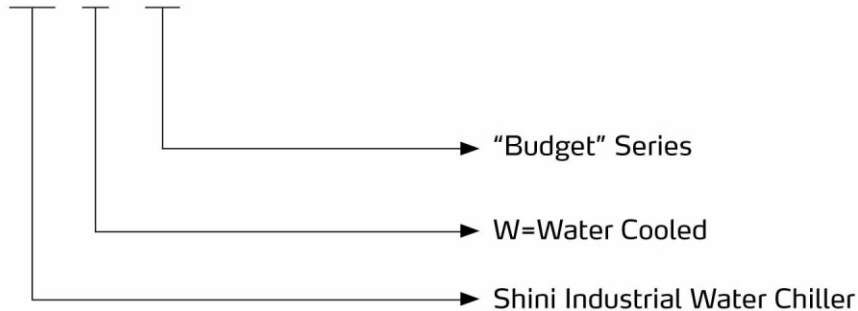 “Budget” Series
W=Water Cooled
Shini Industrial Water Chiller